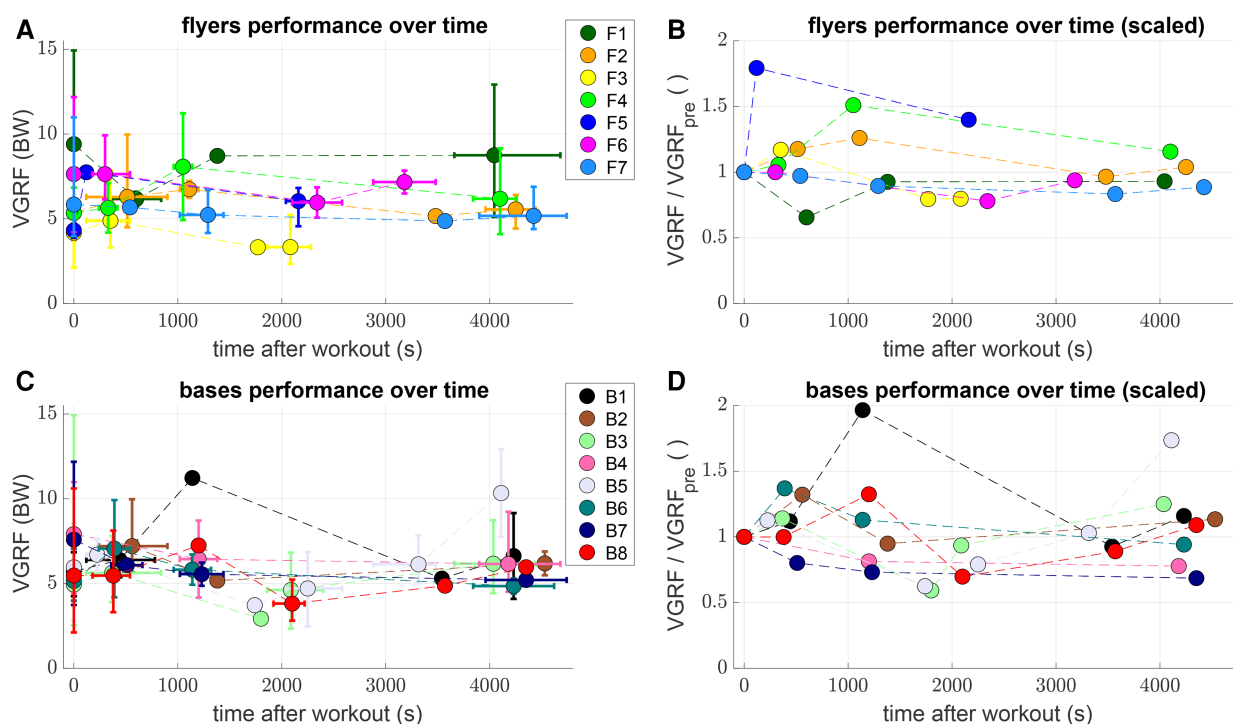 A
flyers performance over time
VGRF (BW)
15
10
5
0
0 1000 2000 3000 4000
time after workout (s)
F1
F2
F3
F4
F5
F6
F7
B
flyers performance over time (scaled)
VGRF / VGRFpre ( )
2
1.5
1
0.5
0
0 1000 2000 3000 4000
time after workout (s)
C
bases performance over time
VGRF (BW)
15
10
5
0
0 1000 2000 3000 4000
time after workout (s)
B1
B2
B3
B4
B5
B6
B7
B8
D
bases performance over time (scaled)
VGRF / VGRFpre ( )
2
1.5
1
0.5
0
0 1000 2000 3000 4000
time after workout (s)